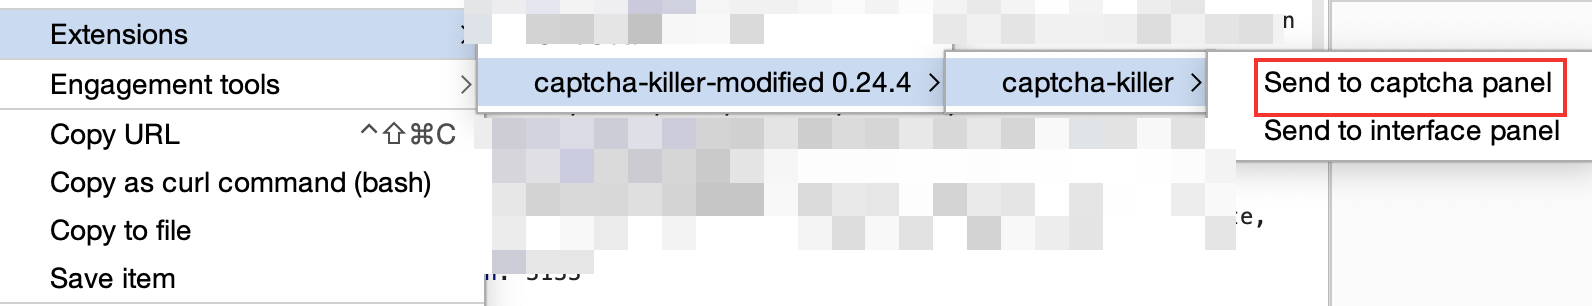 Extensions
captcha-killer-modified 0.24.4
captcha-killer
Send to captcha panel
Send to interface panel
Engagement tools
Copy URL ⌃⇧⌘C
Copy as curl command (bash)
Copy to file
Save item